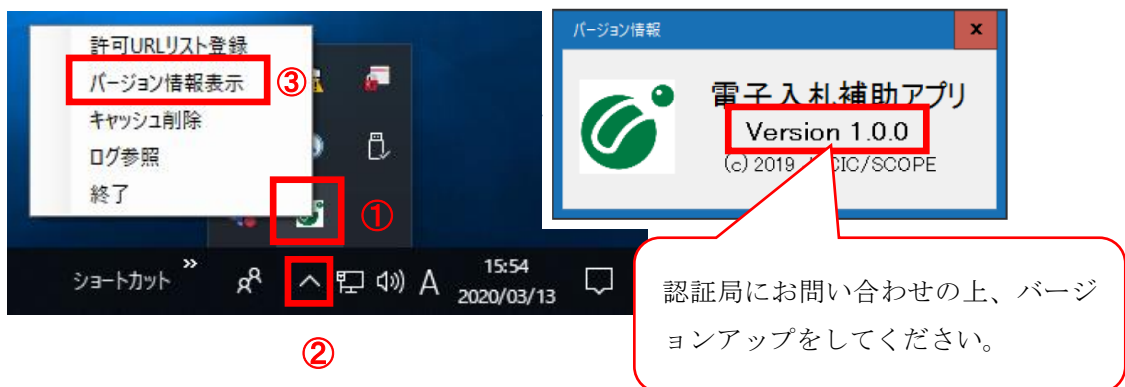 許可URLリスト登録
バージョン情報表示
③
キャッシュ削除
ログ参照
終了
①
ショートカット
»
A
15:54
2020/03/13
②
バージョン情報
x
電子入札補助アプリ
Version 1.0.0
(c) 2019
CIC/SCOPE
認証局にお問い合わせの上、バージ
ョンアップをしてください。